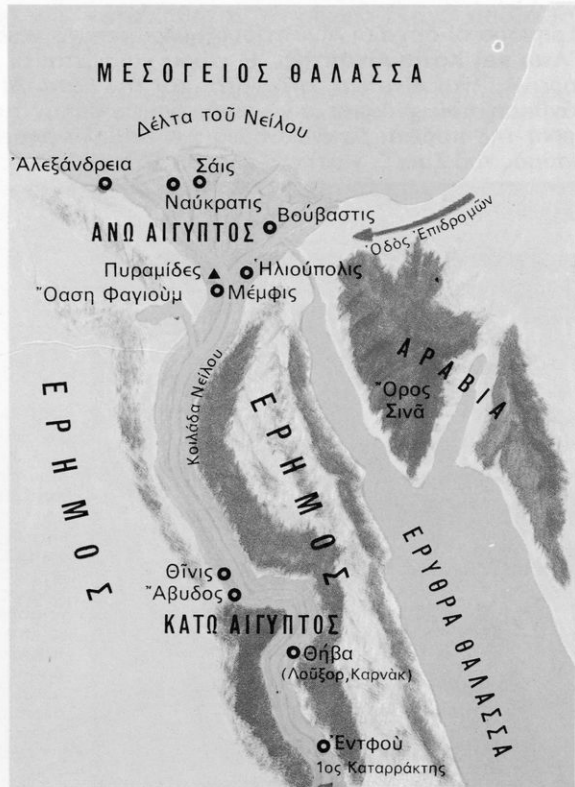 ΜΕΣΟΓΕΙΟΣ ΘΑΛΑΣΣΑ
Δέλτα τοῦ Νείλου
Ἀλεξάνδρεια
Σάις
Ναύκρατις
Βούβαστις
ΑΝΩ ΑΙΓΥΠΤΟΣ
Ὁδὸς Ἐπιδρομῶν
Πυραμίδες
Ἡλιούπολις
Ὄαση Φαγιοὺμ
Μέμφις
ΑΡΑΒΙΑ
Ὄρος
Σινᾶ
Κοιλάδα Νείλου
ΕΡΗΜΟΣ
ΕΡΗΜΟΣ
ΕΡΥΘΡΑ ΘΑΛΑΣΣΑ
Θῖνις
Ἄβυδος
ΚΑΤΩ ΑΙΓΥΠΤΟΣ
Θήβα
(Λοῦξορ, Καρνὰκ)
Ἐντφοὺ
1ος Καταρράκτης